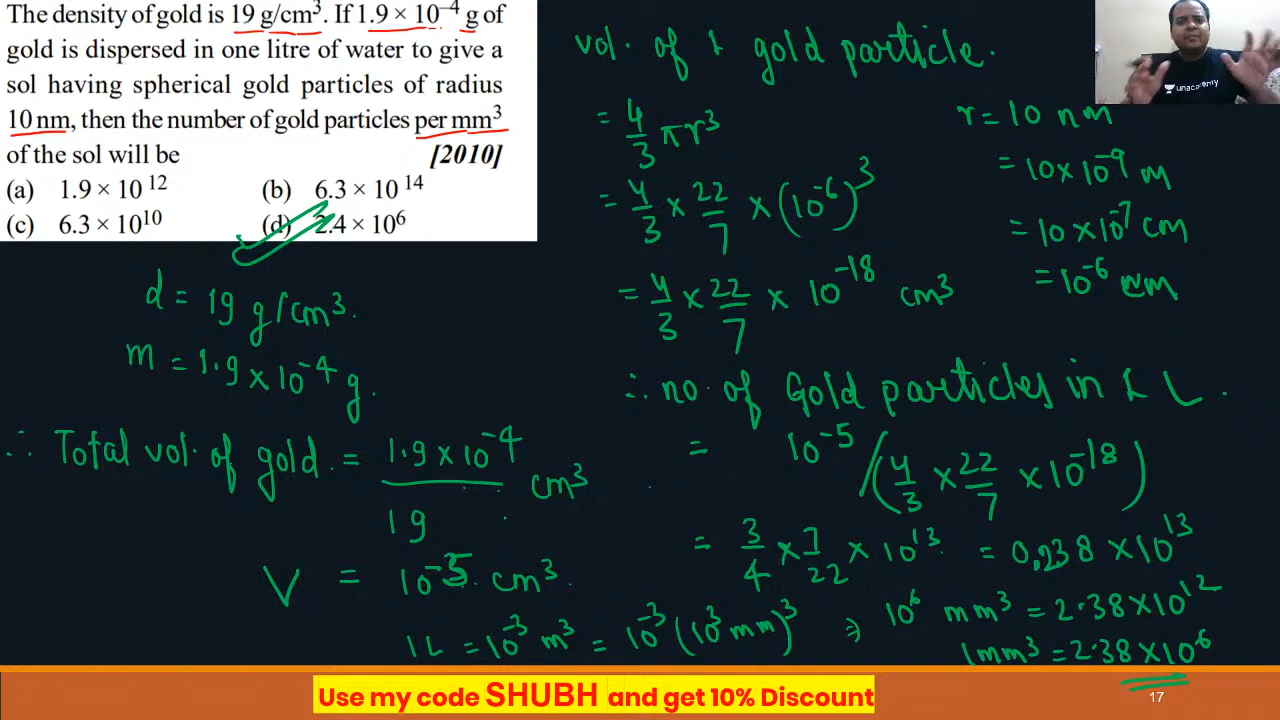 The density of gold is 19 g/cm³. If 1.9 × 10⁻⁴ g of
gold is dispersed in one litre of water to give a
sol having spherical gold particles of radius
10 nm, then the number of gold particles per mm³
of the sol will be [2010]
(a) 1.9 × 10¹² (b) 6.3 × 10¹⁴
(c) 6.3 × 10¹⁰ (d) 2.4 × 10⁶
d = 19 g/cm³.
m = 1.9 × 10⁻⁴ g.
∴ Total vol. of gold. = 1.9 × 10⁻⁴ / 19 cm³
V = 10⁻⁵ cm³.
vol. of 1 gold particle.
= 4/3 πr³
= 4/3 × 22/7 × (10⁻⁶)³
= 4/3 × 22/7 × 10⁻¹⁸ cm³
r = 10 nm
= 10 × 10⁻⁹ m
= 10 × 10⁻⁷ cm
= 10⁻⁶ cm
∴ no. of Gold particles in 1 L.
= 10⁻⁵ / (4/3 × 22/7 × 10⁻¹⁸)
= 3/4 × 7/22 × 10¹³ = 0.238 × 10¹³
1L = 10⁻³ m³ = 10⁻³ (10³ mm)³ ⇒ 10⁶ mm³ = 2.38 × 10¹²
1mm³ = 2.38 × 10⁶
unacademy
Use my code SHUBH and get 10% Discount
17